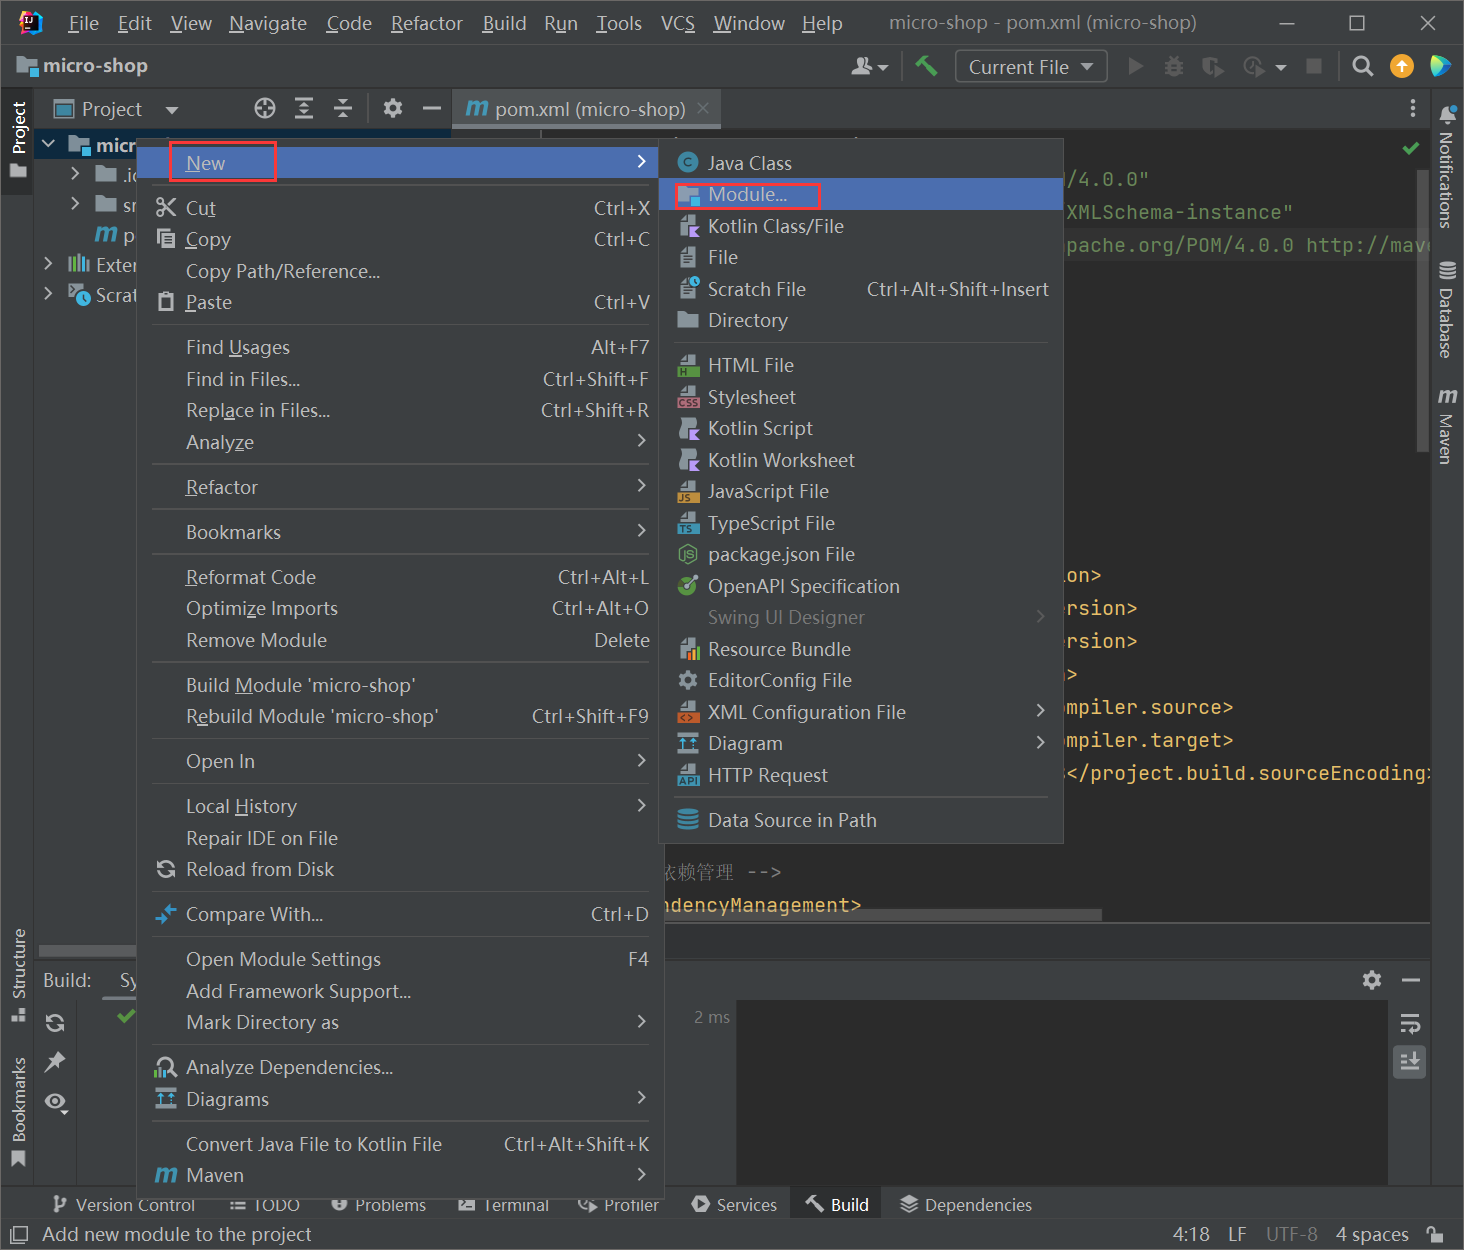 File Edit View Navigate Code Refactor Build Run Tools VCS Window Help micro-shop - pom.xml (micro-shop)
micro-shop Current File
Project pom.xml (micro-shop)
Project
Notifications
Database
Maven
Structure
Bookmarks
micr
.i
sr
p
Exter
Scrat
New
Cut Ctrl+X
Copy Ctrl+C
Copy Path/Reference...
Paste Ctrl+V
Find Usages Alt+F7
Find in Files... Ctrl+Shift+F
Replace in Files... Ctrl+Shift+R
Analyze
Refactor
Bookmarks
Reformat Code Ctrl+Alt+L
Optimize Imports Ctrl+Alt+O
Remove Module Delete
Build Module 'micro-shop'
Rebuild Module 'micro-shop' Ctrl+Shift+F9
Open In
Local History
Repair IDE on File
Reload from Disk
Compare With... Ctrl+D
Open Module Settings F4
Add Framework Support...
Mark Directory as
Analyze Dependencies...
Diagrams
Convert Java File to Kotlin File Ctrl+Alt+Shift+K
Maven
Java Class
Module...
Kotlin Class/File
File
Scratch File Ctrl+Alt+Shift+Insert
Directory
HTML File
Stylesheet
Kotlin Script
Kotlin Worksheet
JavaScript File
TypeScript File
package.json File
OpenAPI Specification
Swing UI Designer
Resource Bundle
EditorConfig File
XML Configuration File
Diagram
HTTP Request
Data Source in Path
/4.0.0"
XMLSchema-instance"
pache.org/POM/4.0.0 http://mav
ion>
rsion>
rsion>
>
mpiler.source>
mpiler.target>
</project.build.sourceEncoding>
依赖管理 -->
ndencyManagement>
Build: Sy
2 ms
Version Control TODO Problems Terminal Profiler Services Build Dependencies
Add new module to the project 4:18 LF UTF-8 4 spaces